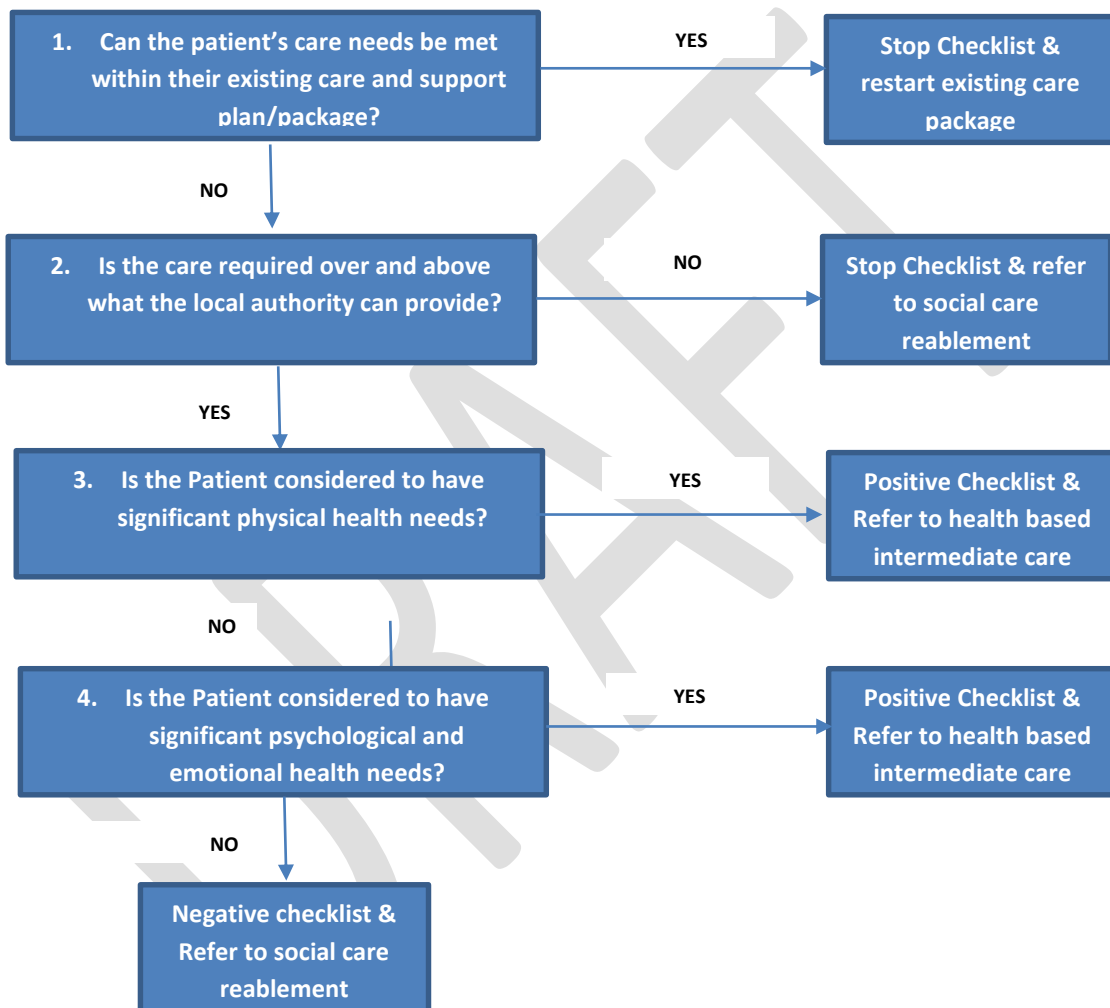 1. Can the patient’s care needs be met
within their existing care and support
plan/package?
YES
Stop Checklist &
restart existing care
package
NO
2. Is the care required over and above
what the local authority can provide?
NO
Stop Checklist & refer
to social care
reablement
YES
3. Is the Patient considered to have
significant physical health needs?
YES
Positive Checklist &
Refer to health based
intermediate care
NO
4. Is the Patient considered to have
significant psychological and
emotional health needs?
YES
Positive Checklist &
Refer to health based
intermediate care
NO
Negative checklist &
Refer to social care
reablement
DRAFT